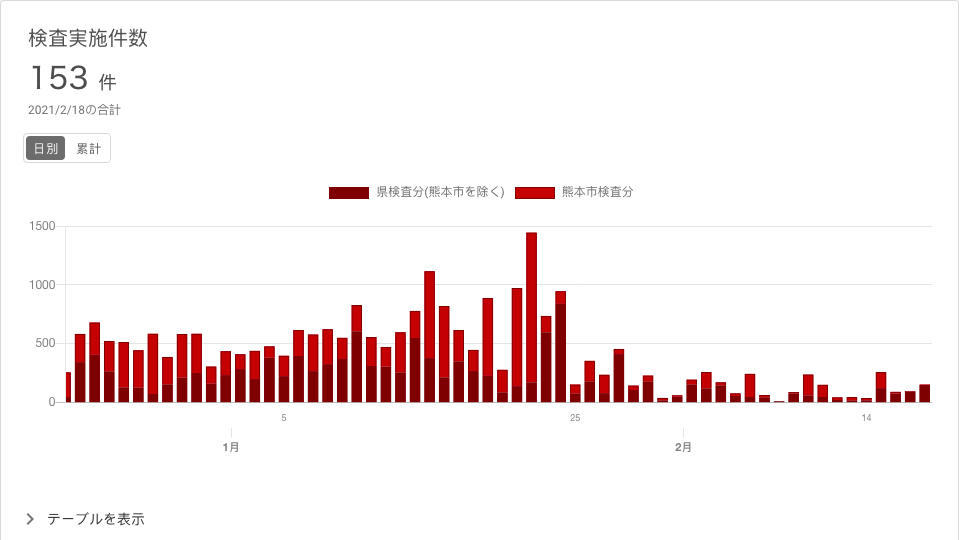 検査実施件数
153 件
2021/2/18の合計
日別 累計
県検査分(熊本市を除く) 熊本市検査分
1500
1000
500
0
5 25 14
1月 2月
テーブルを表示